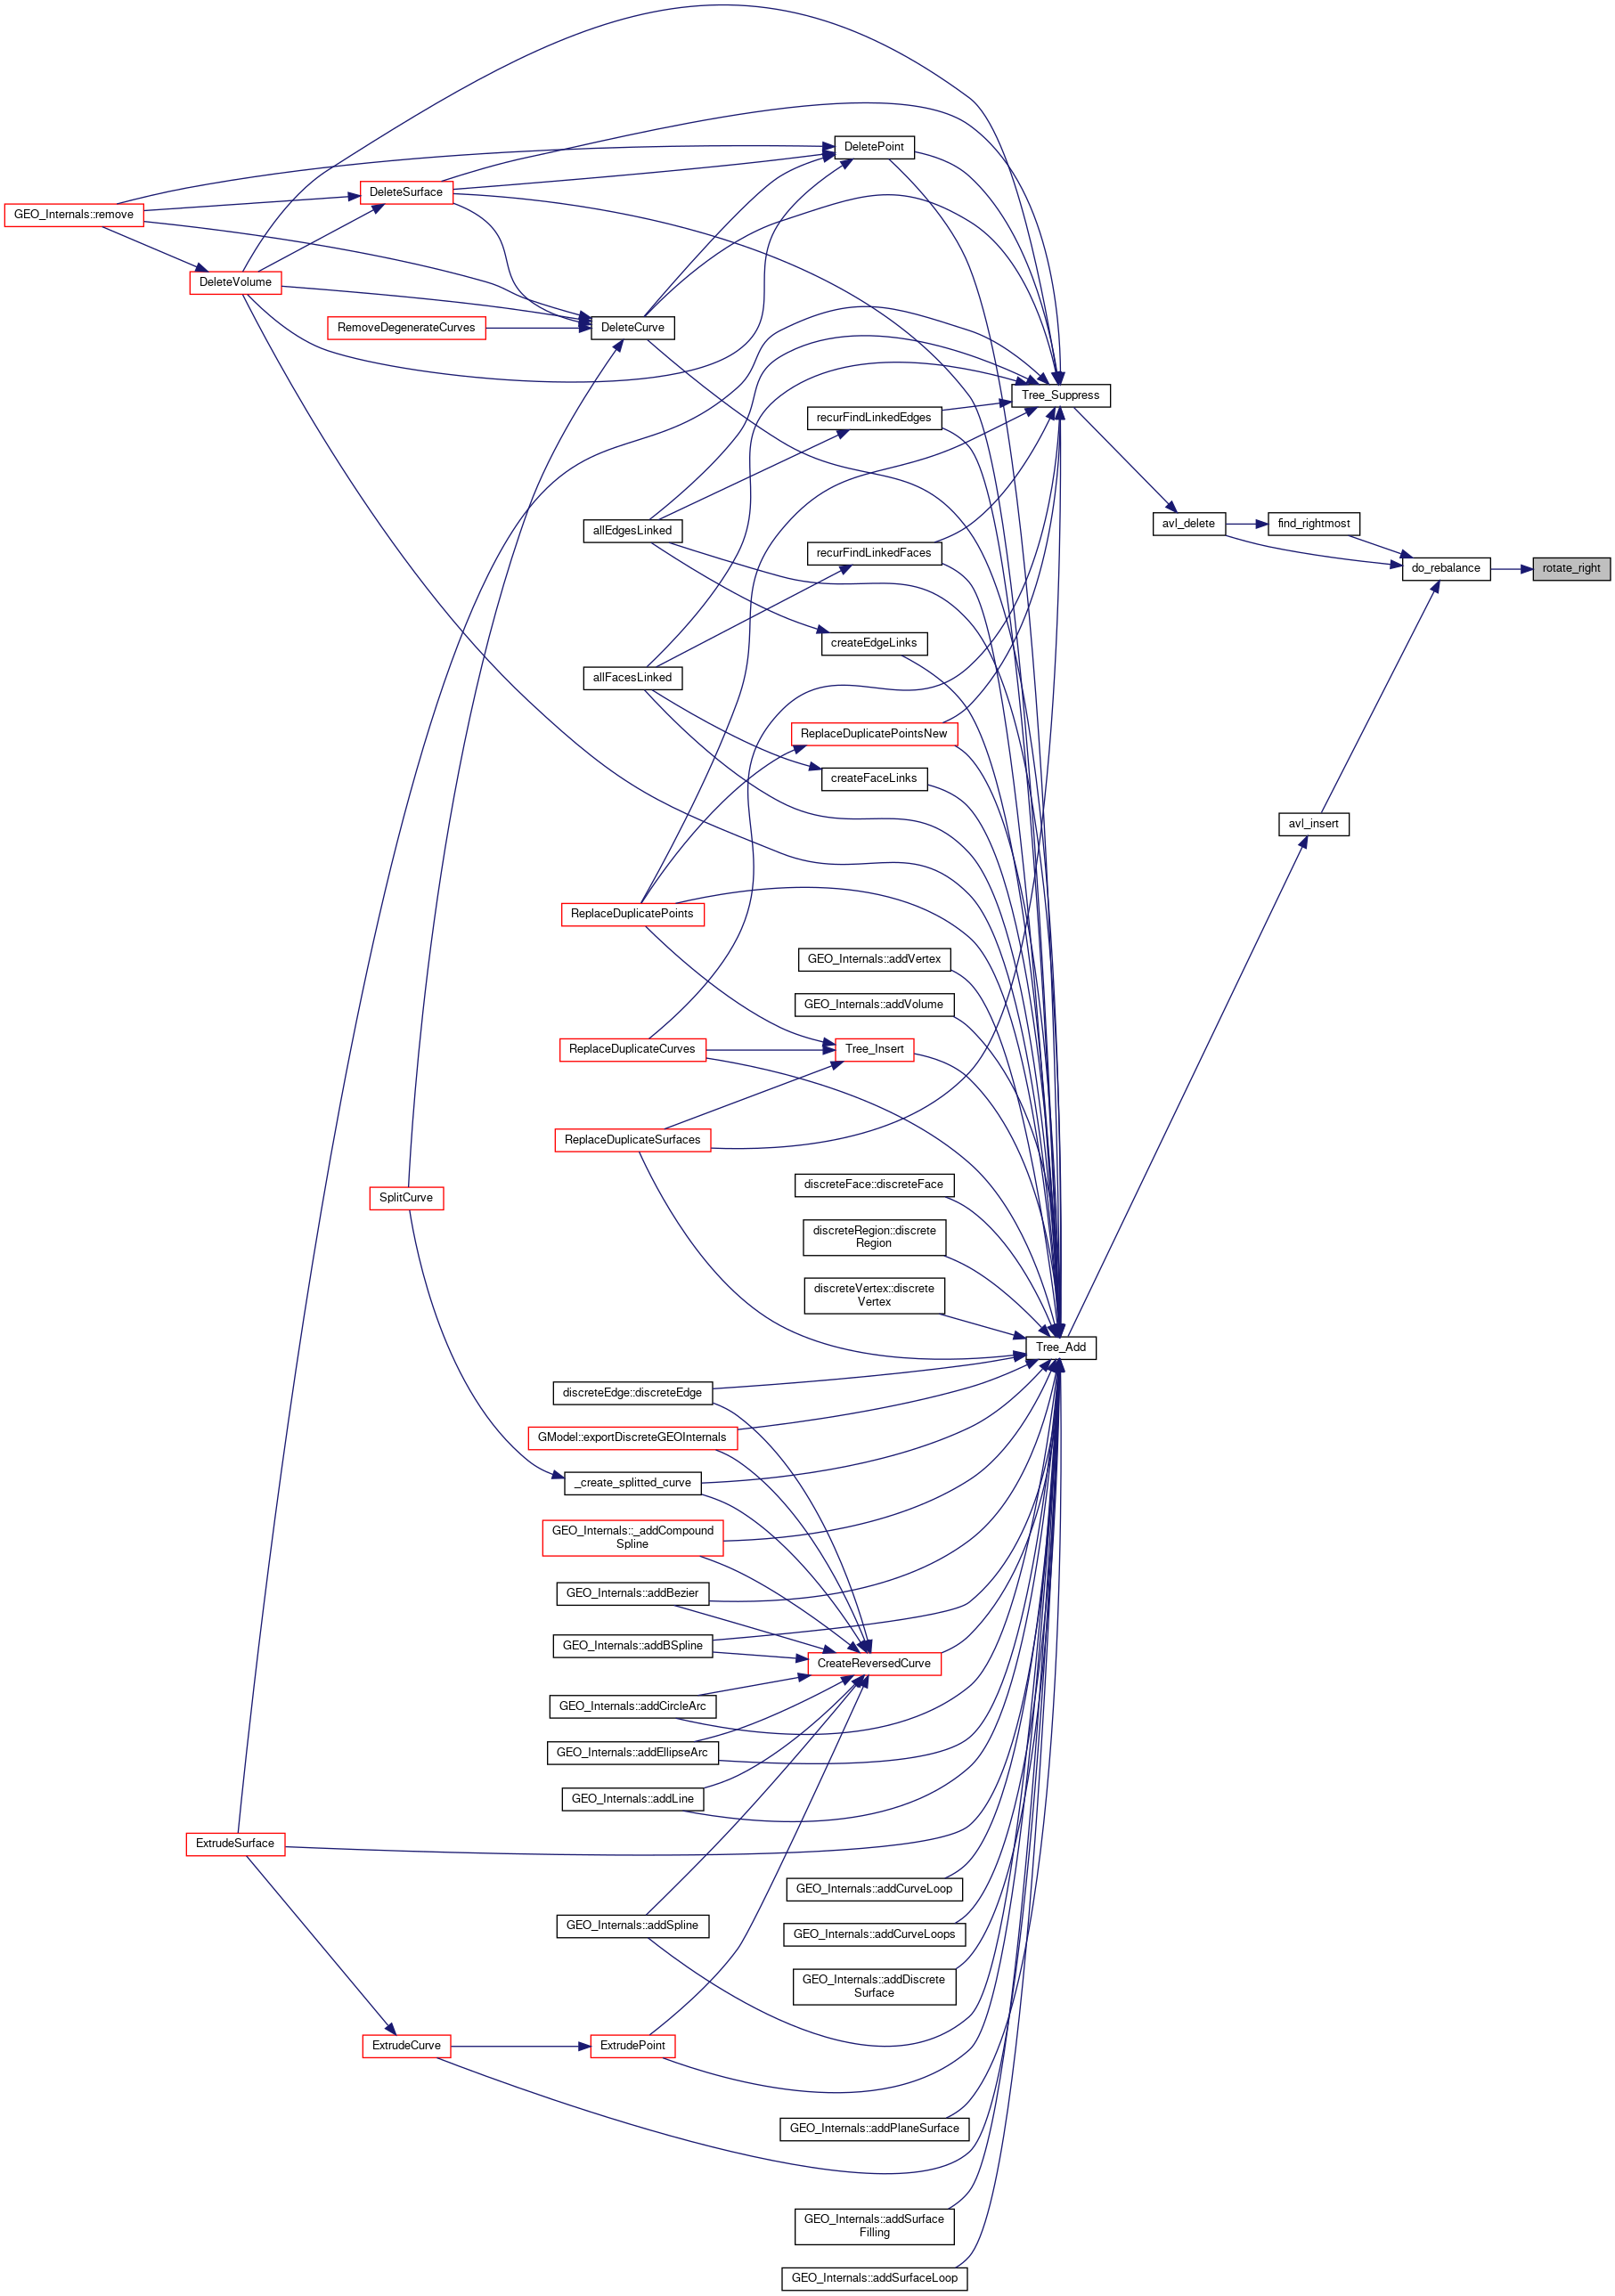 DeletePoint
DeleteSurface
GEO_Internals::remove
DeleteVolume
RemoveDegenerateCurves
DeleteCurve
Tree_Suppress
recurFindLinkedEdges
allEdgesLinked
avl_delete
find_rightmost
recurFindLinkedFaces
do_rebalance
rotate_right
createEdgeLinks
allFacesLinked
ReplaceDuplicatePointsNew
createFaceLinks
avl_insert
ReplaceDuplicatePoints
GEO_Internals::addVertex
GEO_Internals::addVolume
ReplaceDuplicateCurves
Tree_Insert
ReplaceDuplicateSurfaces
discreteFace::discreteFace
SplitCurve
discreteRegion::discrete
Region
discreteVertex::discrete
Vertex
Tree_Add
discreteEdge::discreteEdge
GModel::exportDiscreteGEOInternals
_create_splitted_curve
GEO_Internals::_addCompound
Spline
GEO_Internals::addBezier
GEO_Internals::addBSpline
CreateReversedCurve
GEO_Internals::addCircleArc
GEO_Internals::addEllipseArc
GEO_Internals::addLine
ExtrudeSurface
GEO_Internals::addCurveLoop
GEO_Internals::addSpline
GEO_Internals::addCurveLoops
GEO_Internals::addDiscrete
Surface
ExtrudeCurve
ExtrudePoint
GEO_Internals::addPlaneSurface
GEO_Internals::addSurface
Filling
GEO_Internals::addSurfaceLoop